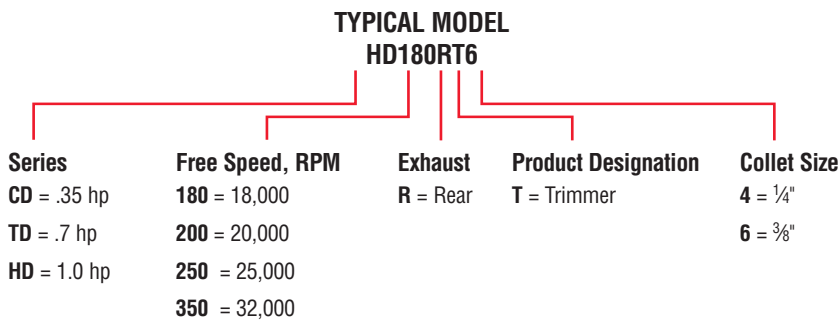 TYPICAL MODEL
HD180RT6
Series
CD = .35 hp
TD = .7 hp
HD = 1.0 hp
Free Speed, RPM
180 = 18,000
200 = 20,000
250 = 25,000
350 = 32,000
Exhaust
R = Rear
Product Designation
T = Trimmer
Collet Size
4 = ¼"
6 = ⅜"